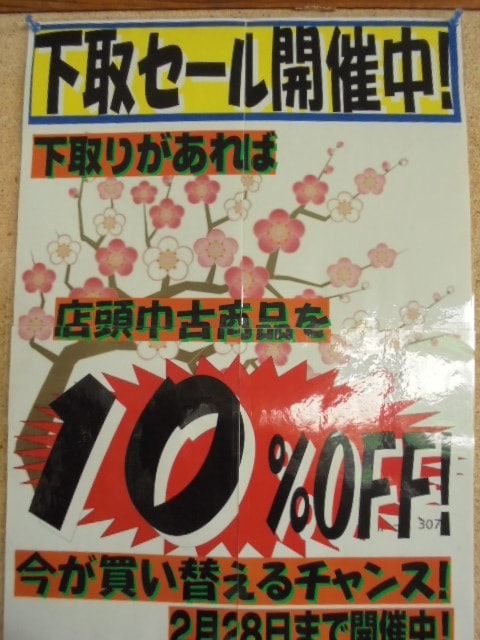 下取セール開催中!
下取りがあれば
店頭中古商品を
10%OFF!
307
今が買い替えるチャンス!
2月28日まで開催中!